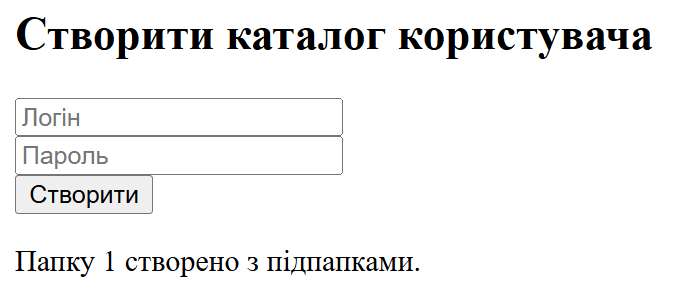 Створити каталог користувача
Логін
Пароль
Створити
Папку 1 створено з підпапками.